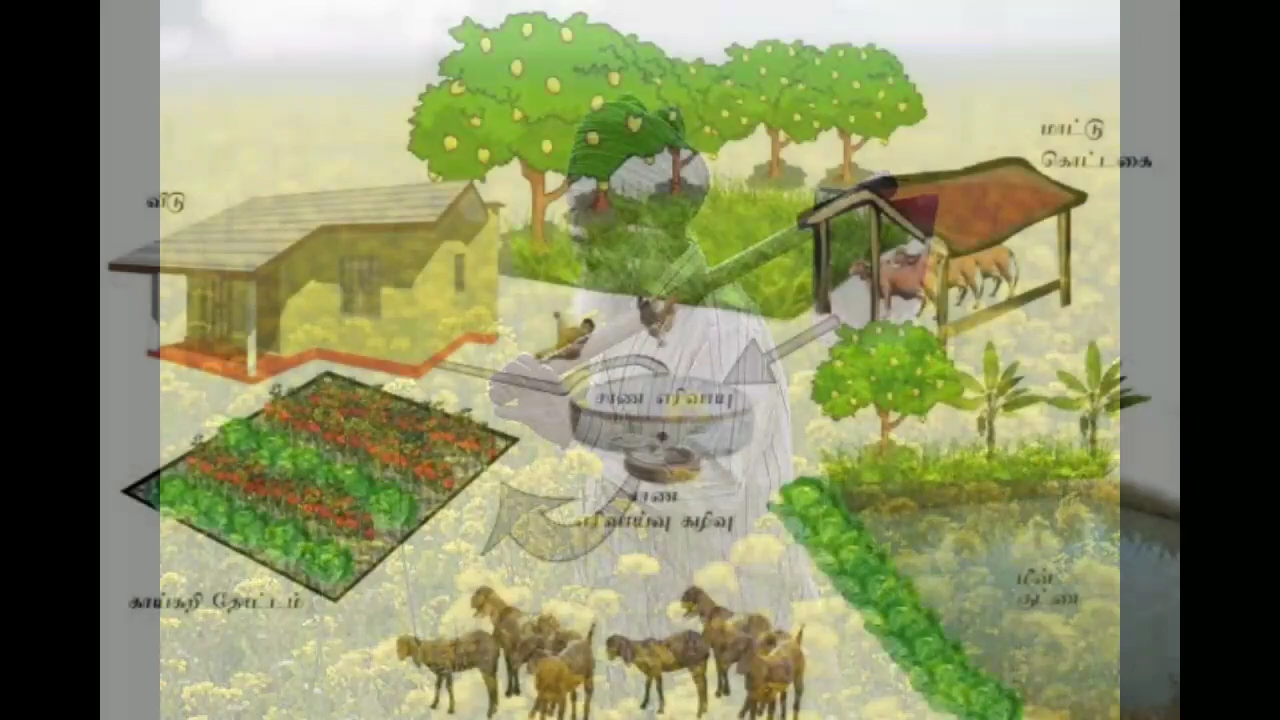 மாட்டு
கொட்டகை
வீடு
சாண எரிவாயு
சாண
எரிவாய்வு கழிவு
மீன்
காய்கறி தோட்டம்